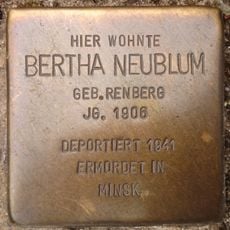 HIER WOHNTE
BERTHA NEUBLUM
GEB. RENBERG
JG. 1906
DEPORTIERT 1941
ERMORDET IN
MINSK